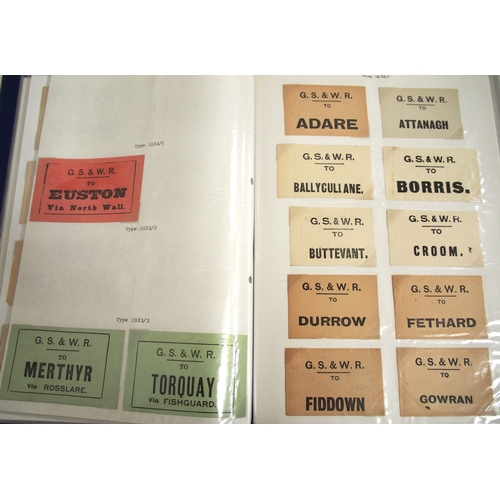 Type 1033/1
G. S. & W. R.
TO
EUSTON
Via North Wall.
Type 1033/2
Type 1033/3
G. S. & W. R.
TO
MERTHYR
Via ROSSLARE.
G. S. & W. R.
TO
TORQUAY
Via FISHGUARD.
G. S. & W. R.
TO
ADARE
G. S. & W. R.
TO
ATTANAGH
G. S. & W. R.
TO
BALLYCULLANE.
G. S. & W. R.
TO
BORRIS.
G. S. & W. R.
TO
BUTTEVANT.
G. S. & W. R.
TO
CROOM.
G. S. & W. R.
TO
DURROW
G. S. & W. R.
TO
FETHARD
G. S. & W. R.
TO
FIDDOWN
G. S. & W. R.
TO
GOWRAN